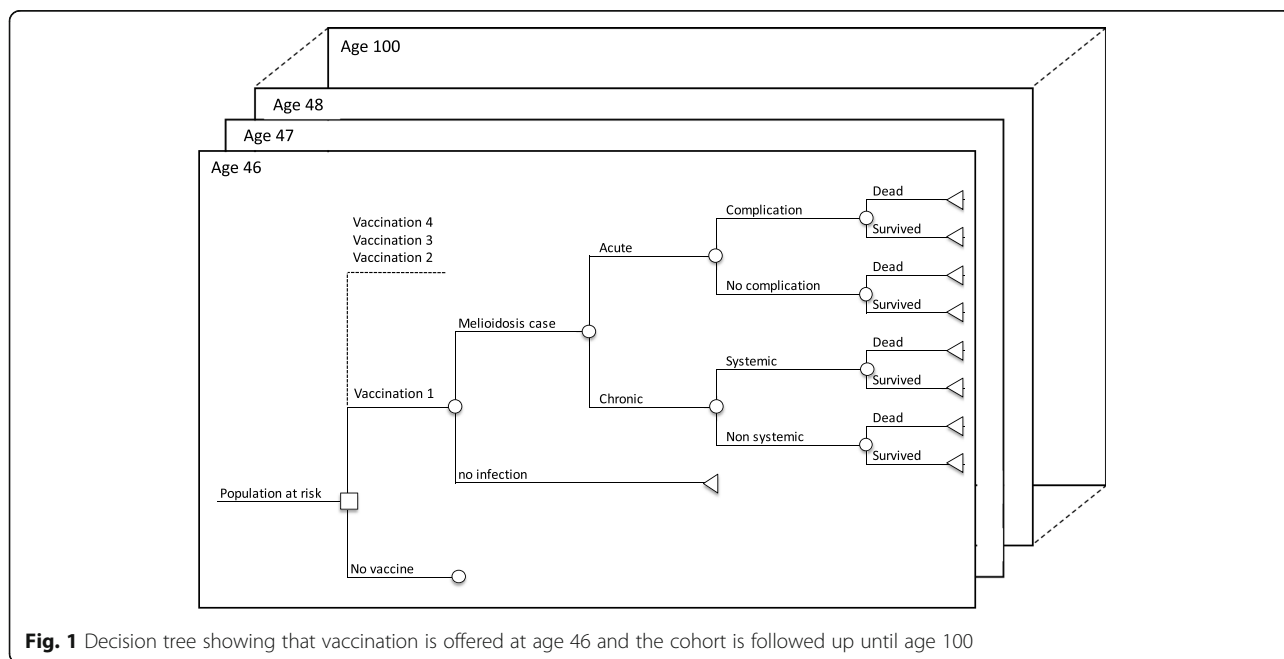 Age 100
Age 48
Age 47
Age 46
Vaccination 4
Vaccination 3
Vaccination 2
Vaccination 1
Population at risk
No vaccine
Melioidosis case
no infection
Acute
Chronic
Complication
No complication
Systemic
Non systemic
Dead
Survived
Dead
Survived
Dead
Survived
Dead
Survived
Fig. 1 Decision tree showing that vaccination is offered at age 46 and the cohort is followed up until age 100